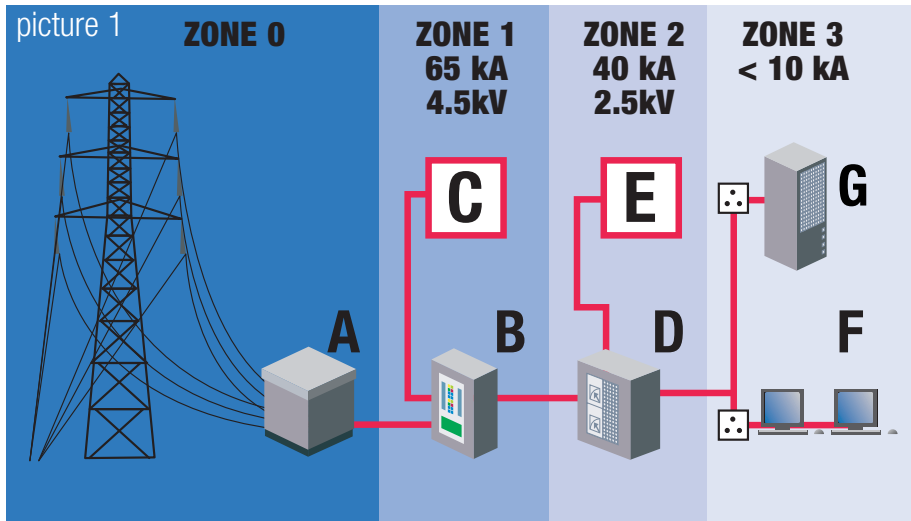 picture 1
ZONE 0
ZONE 1
65 kA
4.5kV
ZONE 2
40 kA
2.5kV
ZONE 3
< 10 kA
C
E
G
A
B
D
F